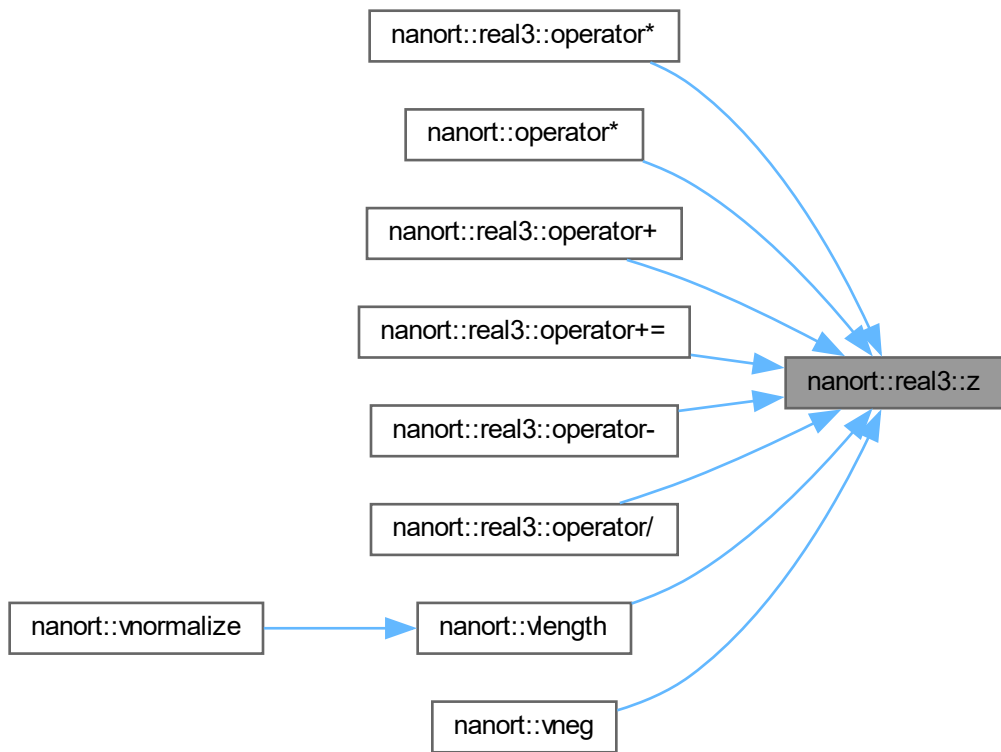 nanort::real3::operator*
nanort::operator*
nanort::real3::operator+
nanort::real3::operator+=
nanort::real3::z
nanort::real3::operator-
nanort::real3::operator/
nanort::vnormalize
nanort::vlength
nanort::vneg